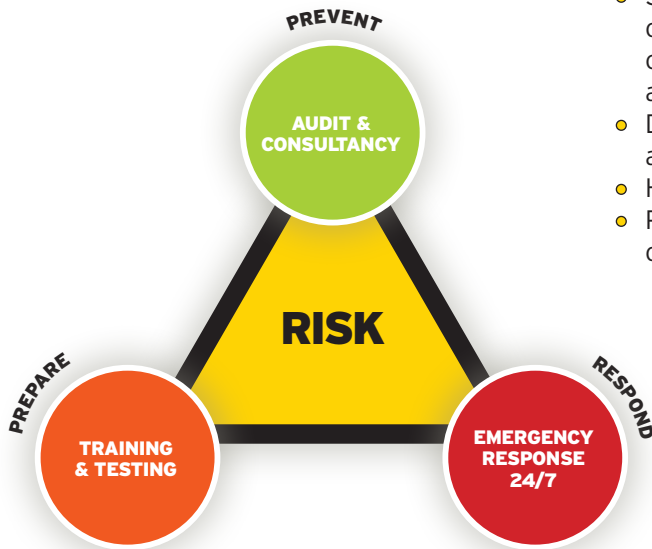 PREVENT
AUDIT &
CONSULTANCY
RISK
PREPARE
TRAINING
& TESTING
RESPOND
EMERGENCY
RESPONSE
24/7